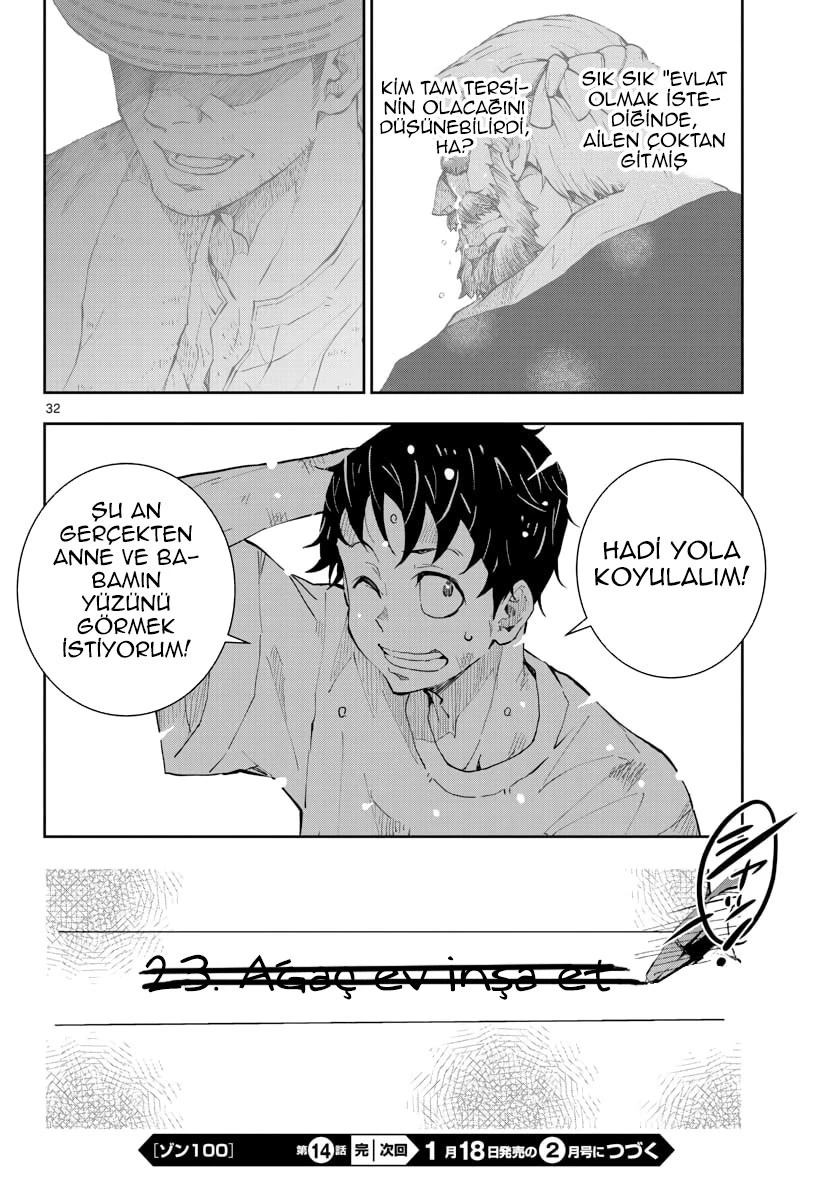 SIK SIK "EVLAT
OLMAK İSTE-
DİĞİNDE,
AİLEN ÇOKTAN
GİTMİŞ
KİM TAM TERSİ-
NİN OLACAĞINI
DÜŞÜNEBİLİRDİ,
HA?
32
HADİ YOLA
KOYULALIM!
ŞU AN
GERÇEKTEN
ANNE VE BA-
BAMIN
YÜZÜNÜ
GÖRMEK
İSTİYORUM!
シャッ
23. Ağaç ev inşa et
[ゾン100] 第14話 完 次回 1月18日発売の2月号につづく